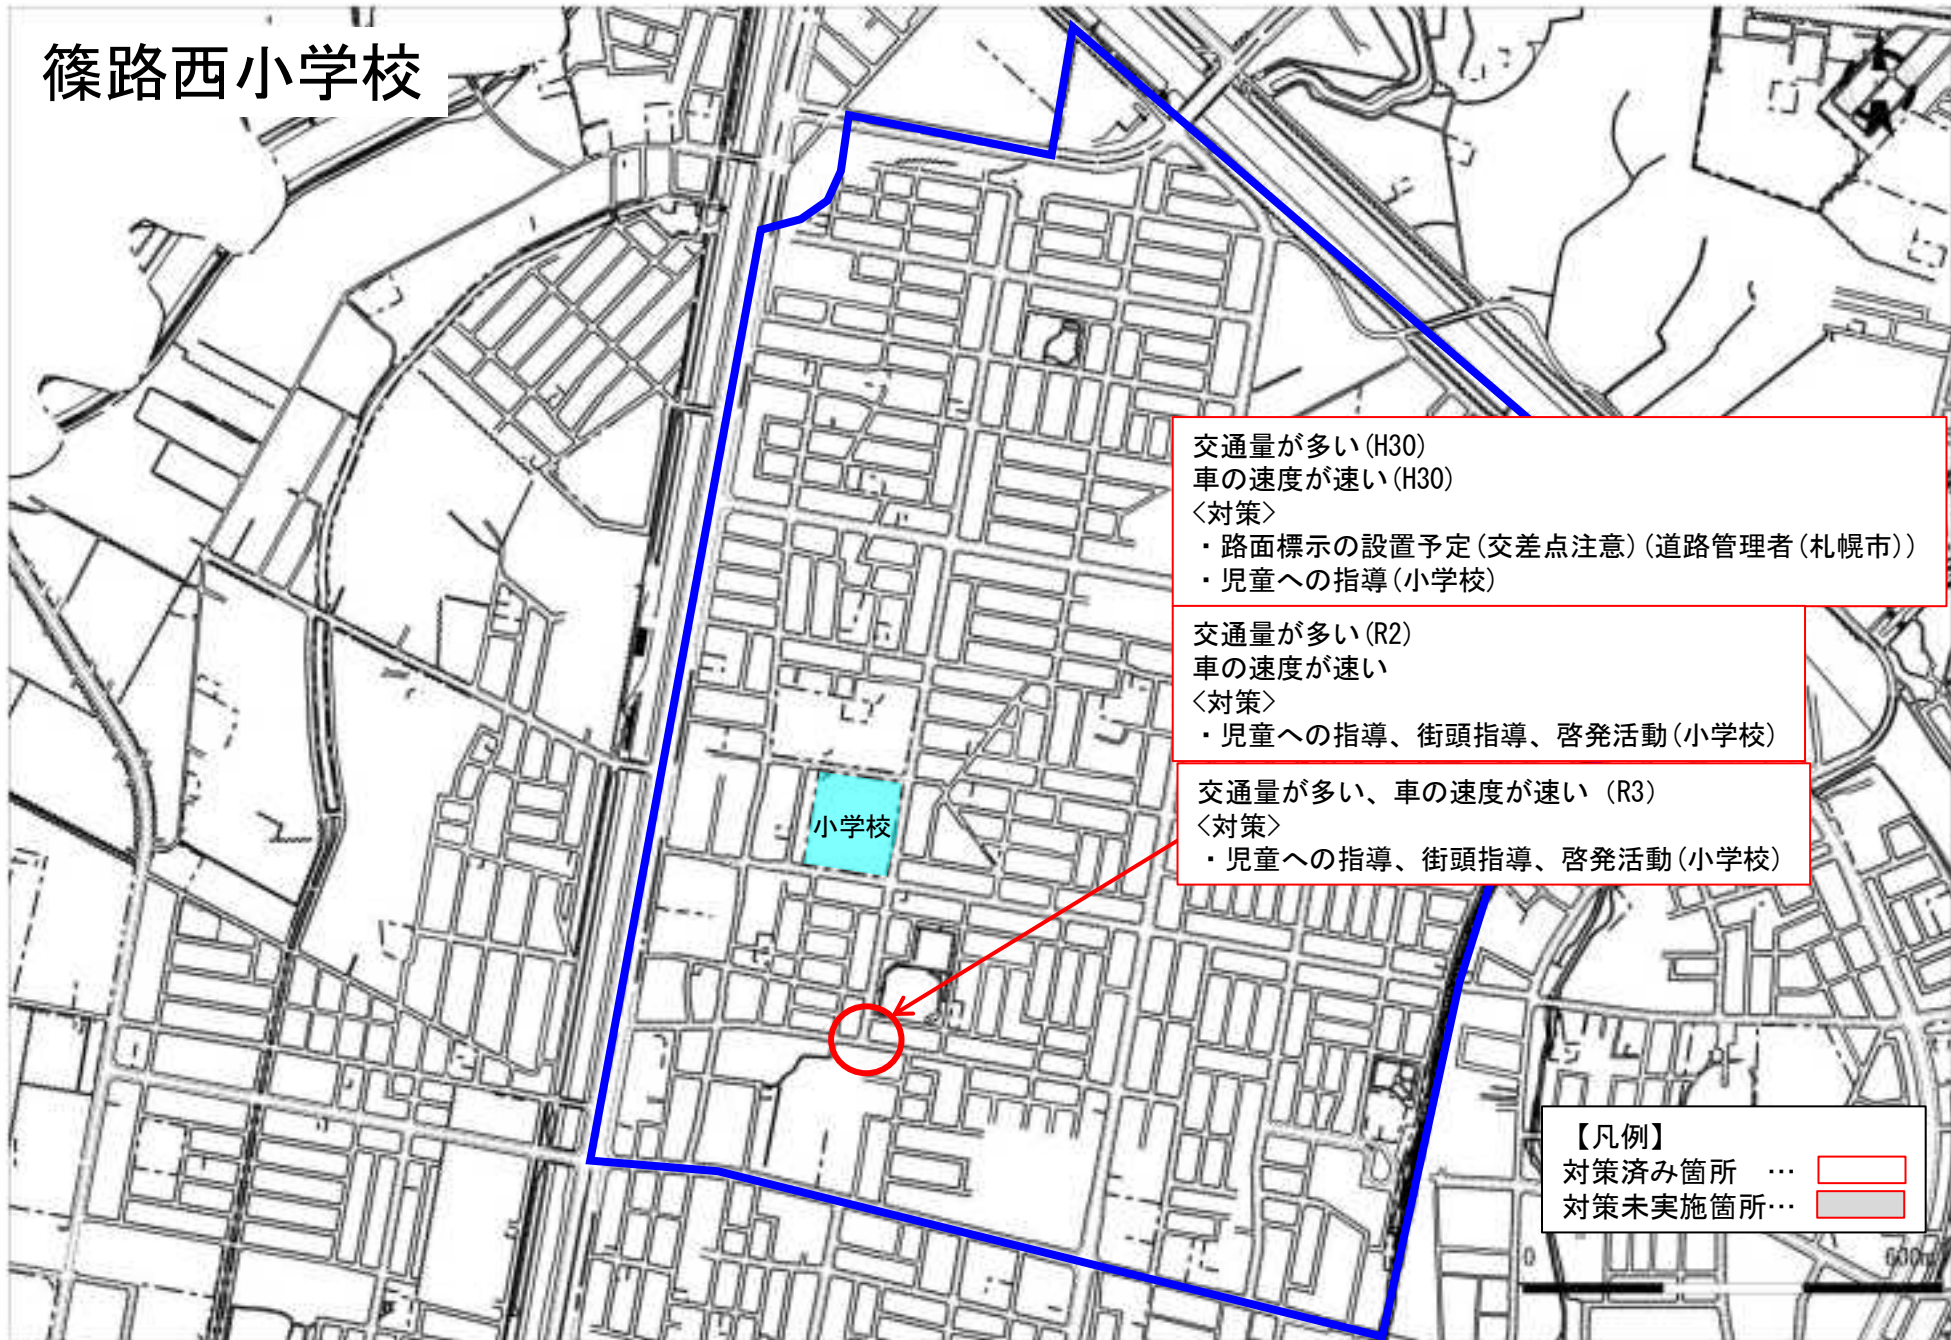 篠路西小学校
交通量が多い(H30)
車の速度が速い(H30)
<対策>
・路面標示の設置予定(交差点注意)(道路管理者(札幌市))
・児童への指導(小学校)
交通量が多い(R2)
車の速度が速い
<対策>
・児童への指導、街頭指導、啓発活動(小学校)
交通量が多い、車の速度が速い (R3)
<対策>
・児童への指導、街頭指導、啓発活動(小学校)
小学校
【凡例】
対策済み箇所 …
対策未実施箇所…
0 600m